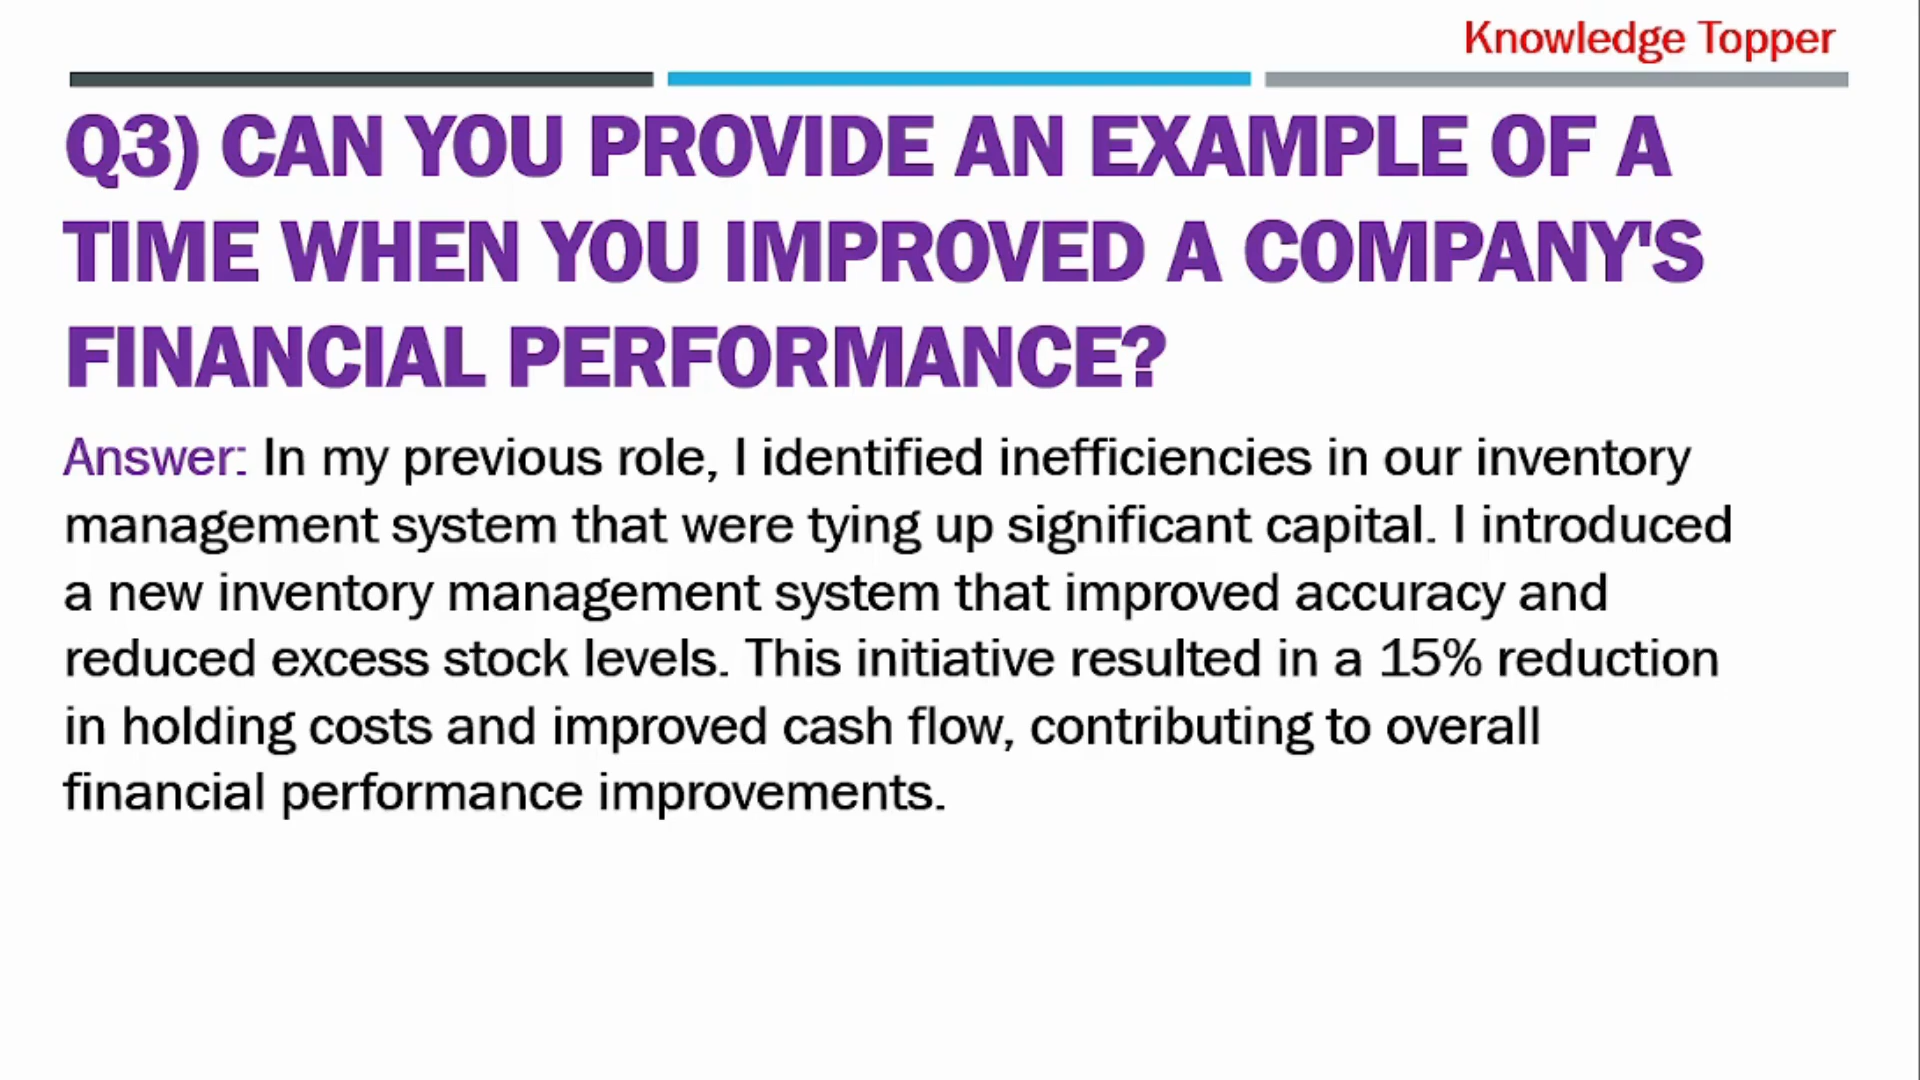 Knowledge Topper
Q3) CAN YOU PROVIDE AN EXAMPLE OF A
TIME WHEN YOU IMPROVED A COMPANY'S
FINANCIAL PERFORMANCE?
Answer: In my previous role, I identified inefficiencies in our inventory
management system that were tying up significant capital. I introduced
a new inventory management system that improved accuracy and
reduced excess stock levels. This initiative resulted in a 15% reduction
in holding costs and improved cash flow, contributing to overall
financial performance improvements.